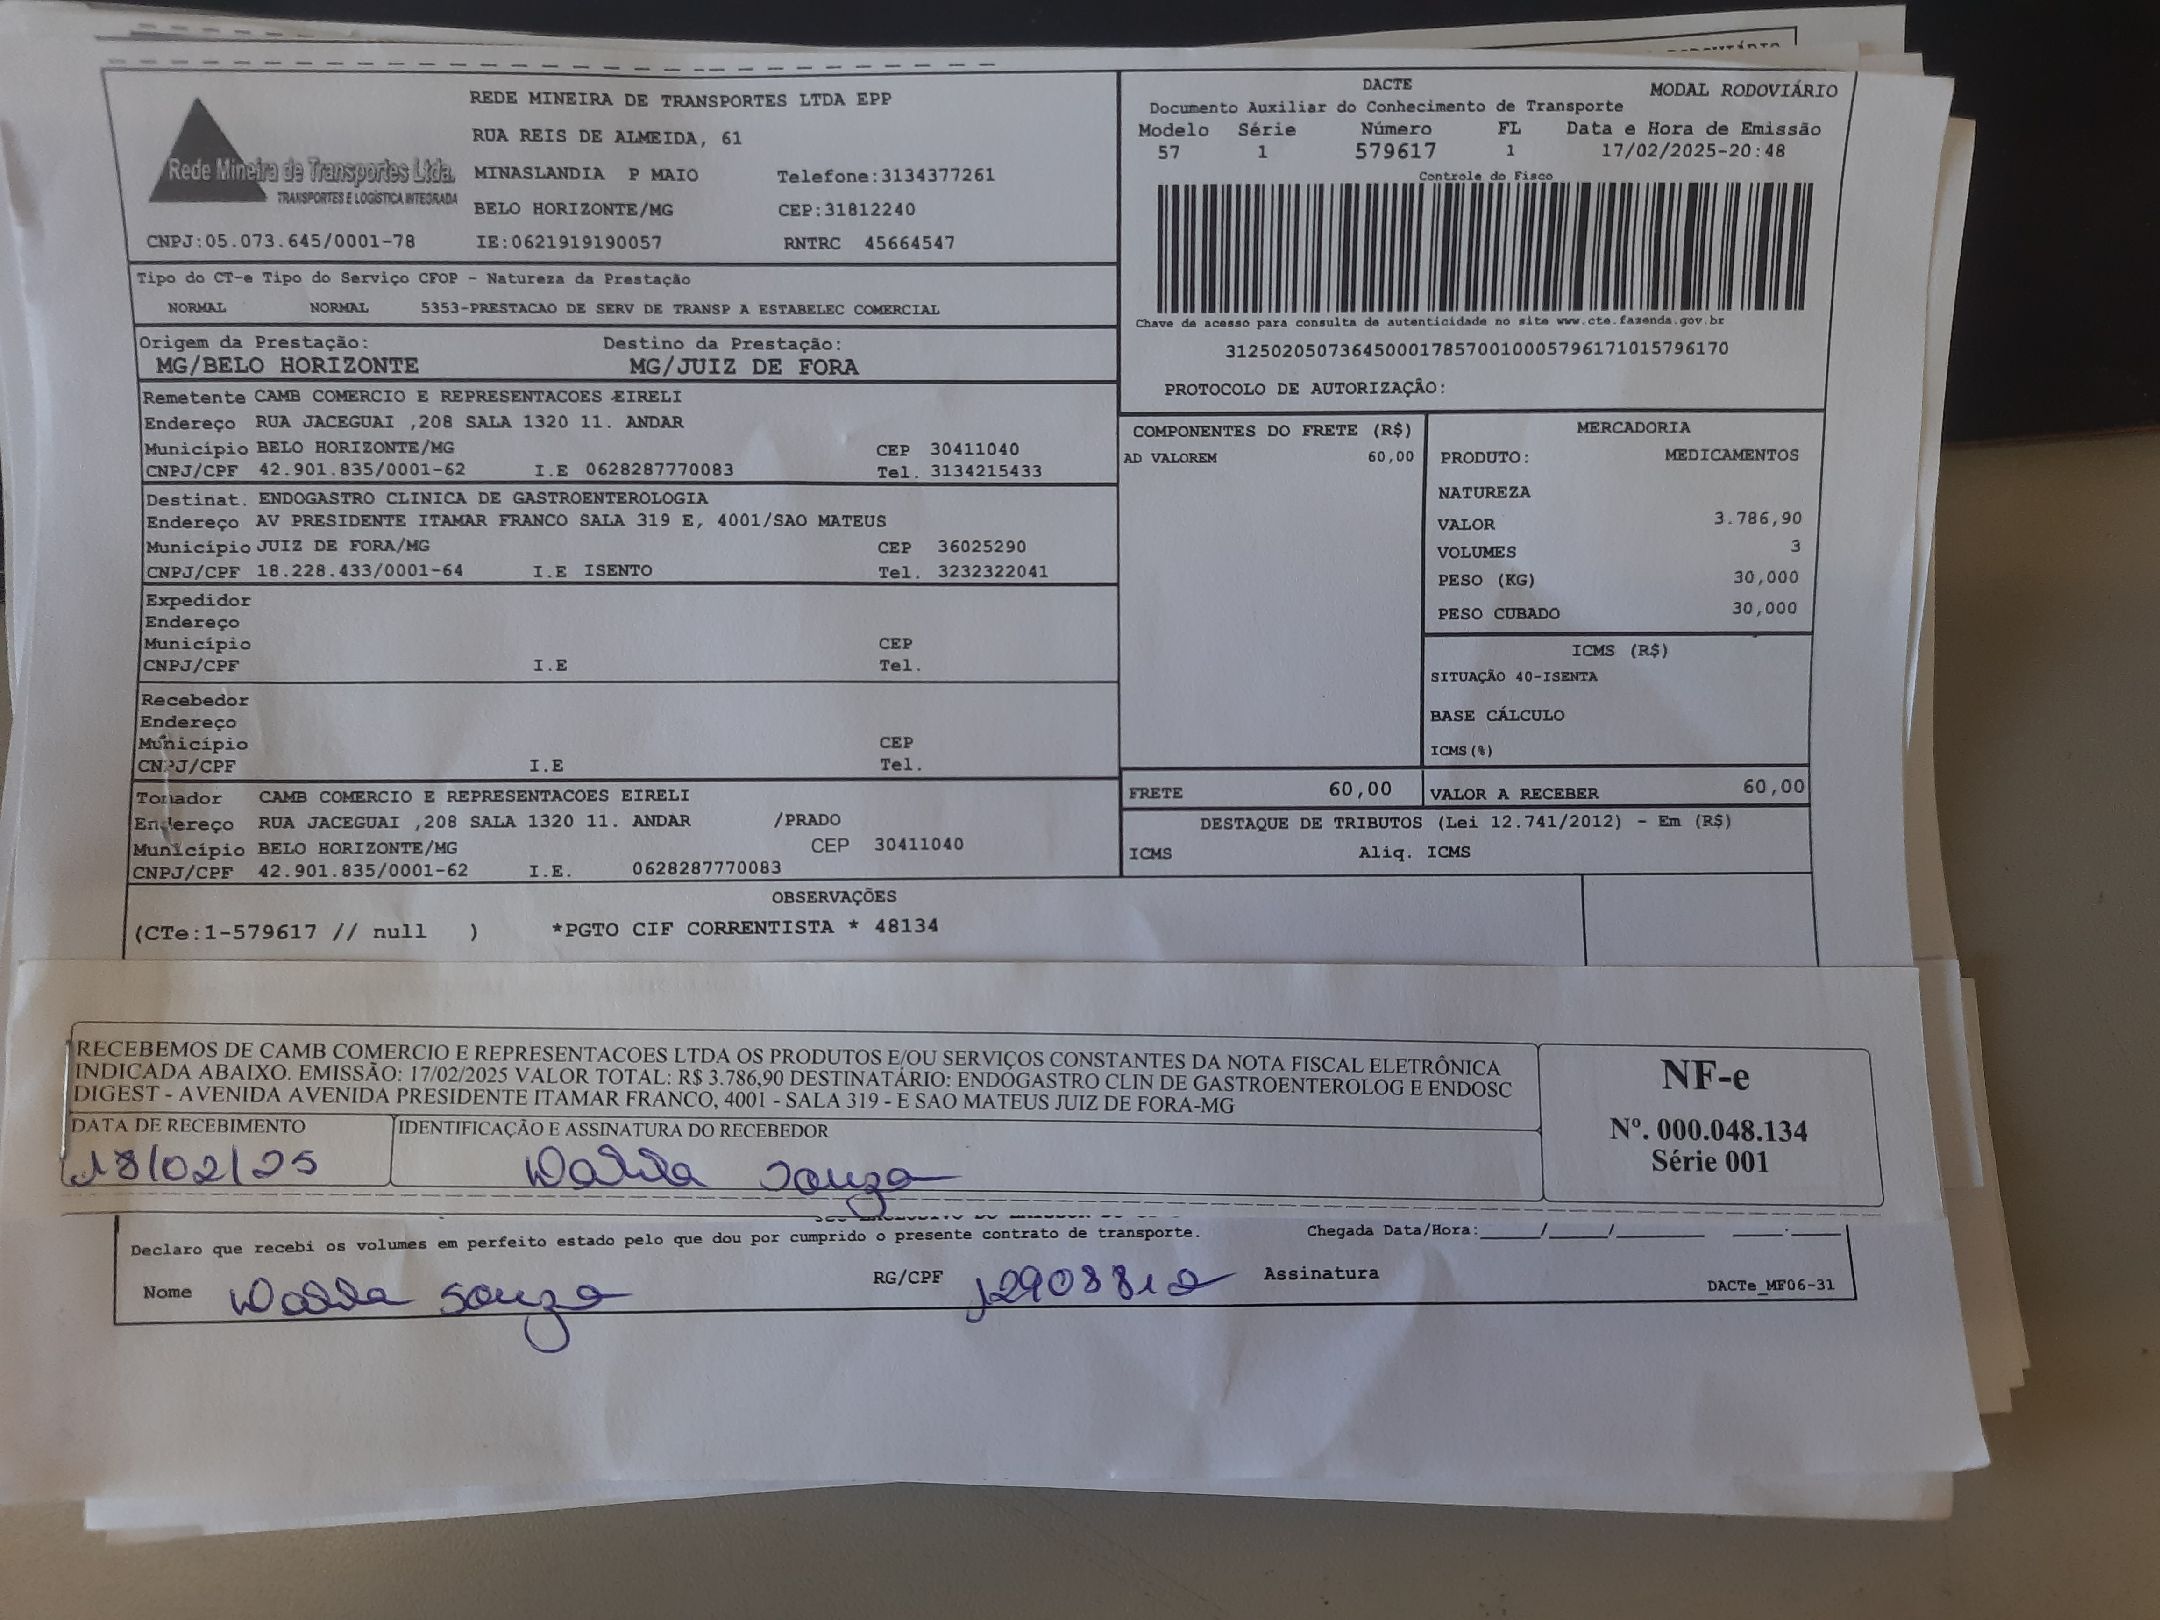 REDE MINEIRA DE TRANSPORTES LTDA EPP
RUA REIS DE ALMEIDA, 61
Rede Mineira de Transportes Ltda.
TRANSPORTES E LOGÍSTICA INTEGRADA
MINASLANDIA P MAIO Telefone:3134377261
BELO HORIZONTE/MG CEP:31812240
CNPJ:05.073.645/0001-78 IE:0621919190057 RNTRC 45664547
DACTE MODAL RODOVIÁRIO
Documento Auxiliar do Conhecimento de Transporte
Modelo Série Número FL Data e Hora de Emissão
57 1 579617 1 17/02/2025-20:48
Controle do Fisco
Chave de acesso para consulta de autenticidade no site www.cte.fazenda.gov.br
31250205073645000178570010005796171015796170
PROTOCOLO DE AUTORIZAÇÃO:
Tipo do CT-e Tipo do Serviço CFOP - Natureza da Prestação
NORMAL NORMAL 5353-PRESTACAO DE SERV DE TRANSP A ESTABELEC COMERCIAL
Origem da Prestação: Destino da Prestação:
MG/BELO HORIZONTE MG/JUIZ DE FORA
Remetente CAMB COMERCIO E REPRESENTACOES EIRELI
Endereço RUA JACEGUAI ,208 SALA 1320 11. ANDAR
Município BELO HORIZONTE/MG CEP 30411040
CNPJ/CPF 42.901.835/0001-62 I.E 0628287770083 Tel. 3134215433
Destinat. ENDOGASTRO CLINICA DE GASTROENTEROLOGIA
Endereço AV PRESIDENTE ITAMAR FRANCO SALA 319 E, 4001/SAO MATEUS
Município JUIZ DE FORA/MG CEP 36025290
CNPJ/CPF 18.228.433/0001-64 I.E ISENTO Tel. 3232322041
Expedidor
Endereço
Município CEP
CNPJ/CPF I.E Tel.
Recebedor
Endereço
Município CEP
CNPJ/CPF I.E Tel.
Tomador CAMB COMERCIO E REPRESENTACOES EIRELI
Endereço RUA JACEGUAI ,208 SALA 1320 11. ANDAR /PRADO
Município BELO HORIZONTE/MG CEP 30411040
CNPJ/CPF 42.901.835/0001-62 I.E. 0628287770083
COMPONENTES DO FRETE (R$)
AD VALOREM 60,00
MERCADORIA
PRODUTO: MEDICAMENTOS
NATUREZA
VALOR 3.786,90
VOLUMES 3
PESO (KG) 30,000
PESO CUBADO 30,000
ICMS (R$)
SITUAÇÃO 40-ISENTA
BASE CÁLCULO
ICMS(%)
FRETE 60,00 VALOR A RECEBER 60,00
DESTAQUE DE TRIBUTOS (Lei 12.741/2012) - Em (R$)
ICMS Aliq. ICMS
OBSERVAÇÕES
(CTe:1-579617 // null ) *PGTO CIF CORRENTISTA * 48134
RECEBEMOS DE CAMB COMERCIO E REPRESENTACOES LTDA OS PRODUTOS E/OU SERVIÇOS CONSTANTES DA NOTA FISCAL ELETRÔNICA
INDICADA ABAIXO. EMISSÃO: 17/02/2025 VALOR TOTAL: R$ 3.786,90 DESTINATÁRIO: ENDOGASTRO CLIN DE GASTROENTEROLOG E ENDOSC
DIGEST - AVENIDA AVENIDA PRESIDENTE ITAMAR FRANCO, 4001 - SALA 319 - E SAO MATEUS JUIZ DE FORA-MG
DATA DE RECEBIMENTO IDENTIFICAÇÃO E ASSINATURA DO RECEBEDOR
18/02/25 Souza
NF-e
Nº. 000.048.134
Série 001
Declaro que recebi os volumes em perfeito estado pelo que dou por cumprido o presente contrato de transporte. Chegada Data/Hora:____/____/______ ____:____
Nome Souza RG/CPF 12908812 Assinatura
DACTe_MF06-31